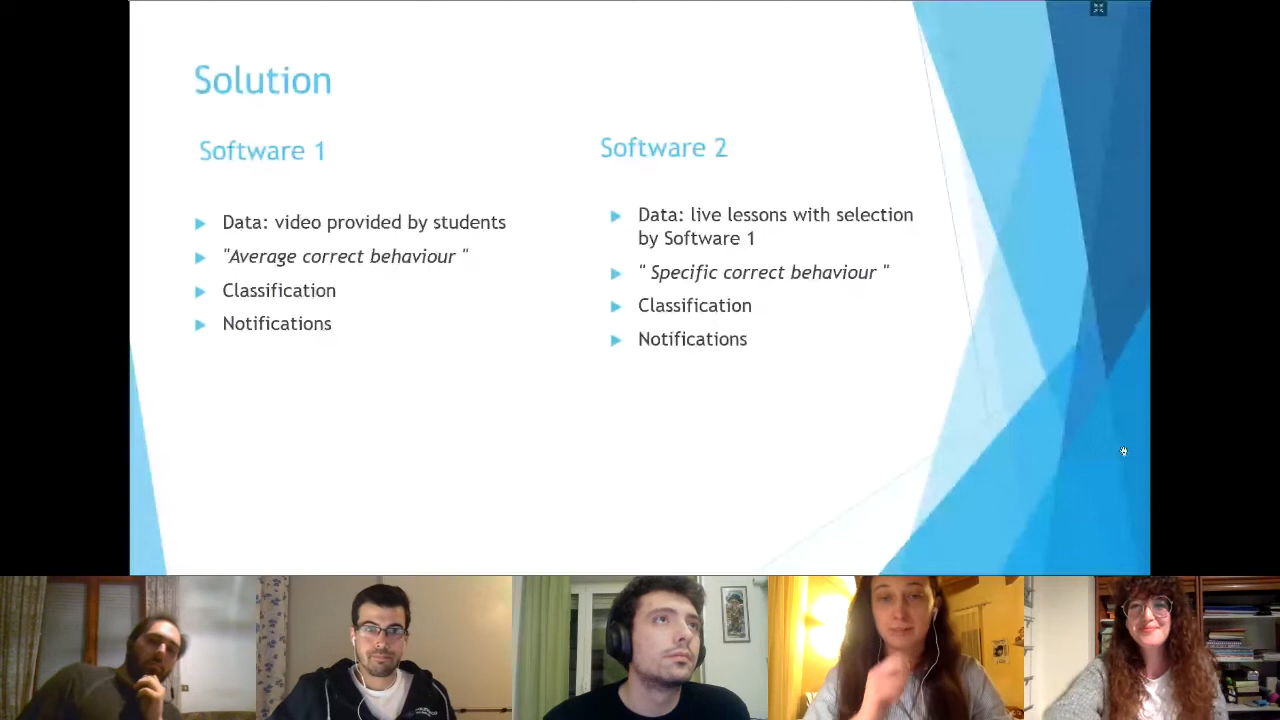 Solution
Software 1
Data: video provided by students
"Average correct behaviour "
Classification
Notifications
Software 2
Data: live lessons with selection
by Software 1
" Specific correct behaviour "
Classification
Notifications